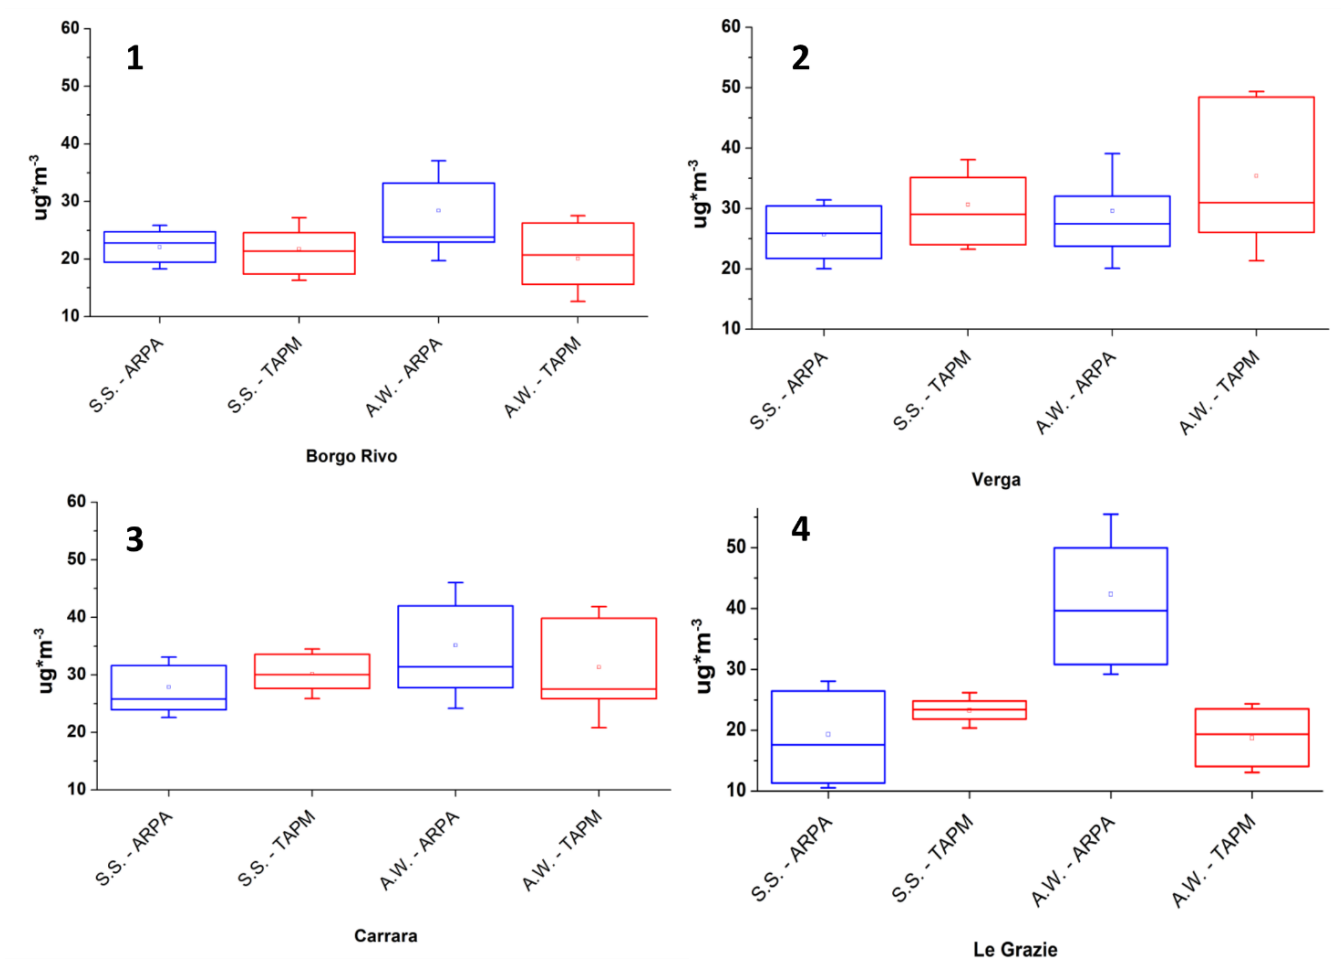 1
60
50
40
30
20
10
ug*m-3
S.S. - ARPA
S.S. - TAPM
A.W. - ARPA
A.W. - TAPM
Borgo Rivo
2
60
50
40
30
20
10
ug*m-3
S.S. - ARPA
S.S. - TAPM
A.W. - ARPA
A.W. - TAPM
Verga
3
60
50
40
30
20
10
ug*m-3
S.S. - ARPA
S.S. - TAPM
A.W. - ARPA
A.W. - TAPM
Carrara
4
50
40
30
20
10
ug*m-3
S.S. - ARPA
S.S. - TAPM
A.W. - ARPA
A.W. - TAPM
Le Grazie